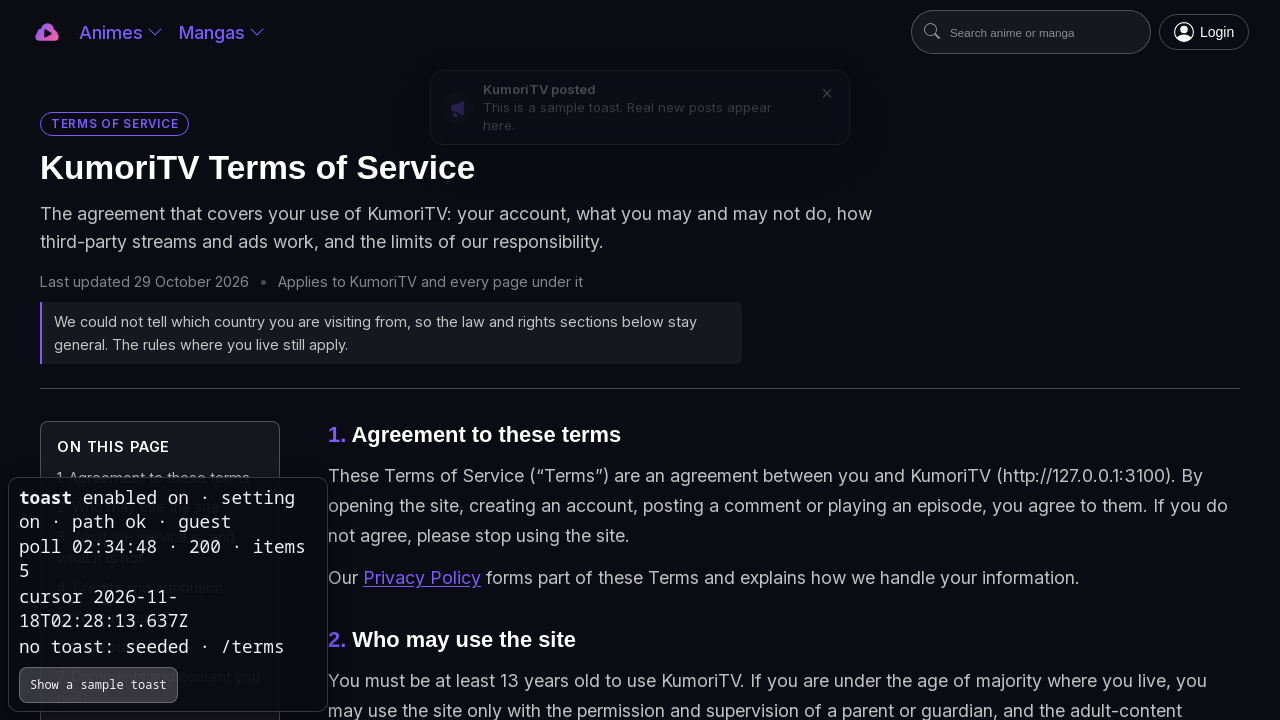 Animes
Mangas
Search anime or manga
Login
KumoriTV posted
This is a sample toast. Real new posts appear
here.
TERMS OF SERVICE
KumoriTV Terms of Service
The agreement that covers your use of KumoriTV: your account, what you may and may not do, how
third-party streams and ads work, and the limits of our responsibility.
Last updated 29 October 2026 • Applies to KumoriTV and every page under it
We could not tell which country you are visiting from, so the law and rights sections below stay
general. The rules where you live still apply.
ON THIS PAGE
1. Agreement to these terms
toast enabled on · setting
on · path ok · guest
poll 02:34:48 · 200 · items
5
cursor 2026-11-
18T02:28:13.637Z
no toast: seeded · /terms
Show a sample toast
1. Agreement to these terms
These Terms of Service (“Terms”) are an agreement between you and KumoriTV (http://127.0.0.1:3100). By
opening the site, creating an account, posting a comment or playing an episode, you agree to them. If you do
not agree, please stop using the site.
Our Privacy Policy forms part of these Terms and explains how we handle your information.
2. Who may use the site
You must be at least 13 years old to use KumoriTV. If you are under the age of majority where you live, you
may use the site only with the permission and supervision of a parent or guardian, and the adult-content